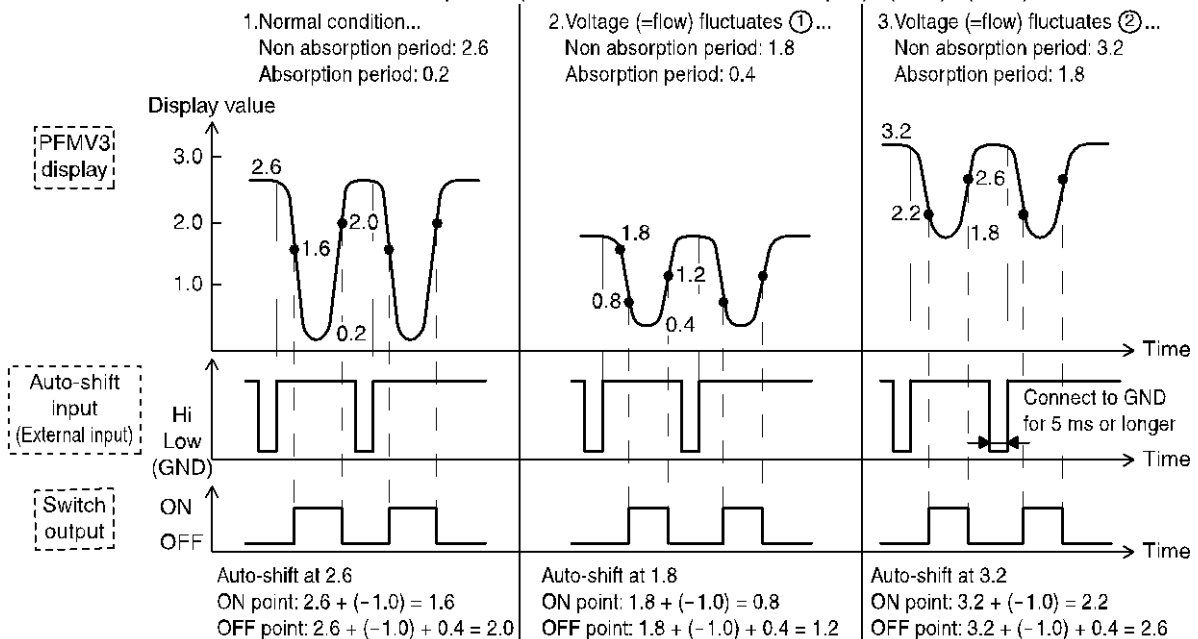 1.Normal condition...
Non absorption period: 2.6
Absorption period: 0.2
2.Voltage (=flow) fluctuates ①...
Non absorption period: 1.8
Absorption period: 0.4
3.Voltage (=flow) fluctuates ②...
Non absorption period: 3.2
Absorption period: 1.8
Display value
PFMV3
display
3.0
2.0
1.0
2.6
1.6
2.0
0.2
1.8
0.8
1.2
0.4
3.2
2.2
2.6
1.8
Time
Auto-shift
input
(External input)
Hi
Low
(GND)
Connect to GND
for 5 ms or longer
Time
Switch
output
ON
OFF
Time
Auto-shift at 2.6
ON point: 2.6 + (−1.0) = 1.6
OFF point: 2.6 + (−1.0) + 0.4 = 2.0
Auto-shift at 1.8
ON point: 1.8 + (−1.0) = 0.8
OFF point: 1.8 + (−1.0) + 0.4 = 1.2
Auto-shift at 3.2
ON point: 3.2 + (−1.0) = 2.2
OFF point: 3.2 + (−1.0) + 0.4 = 2.6